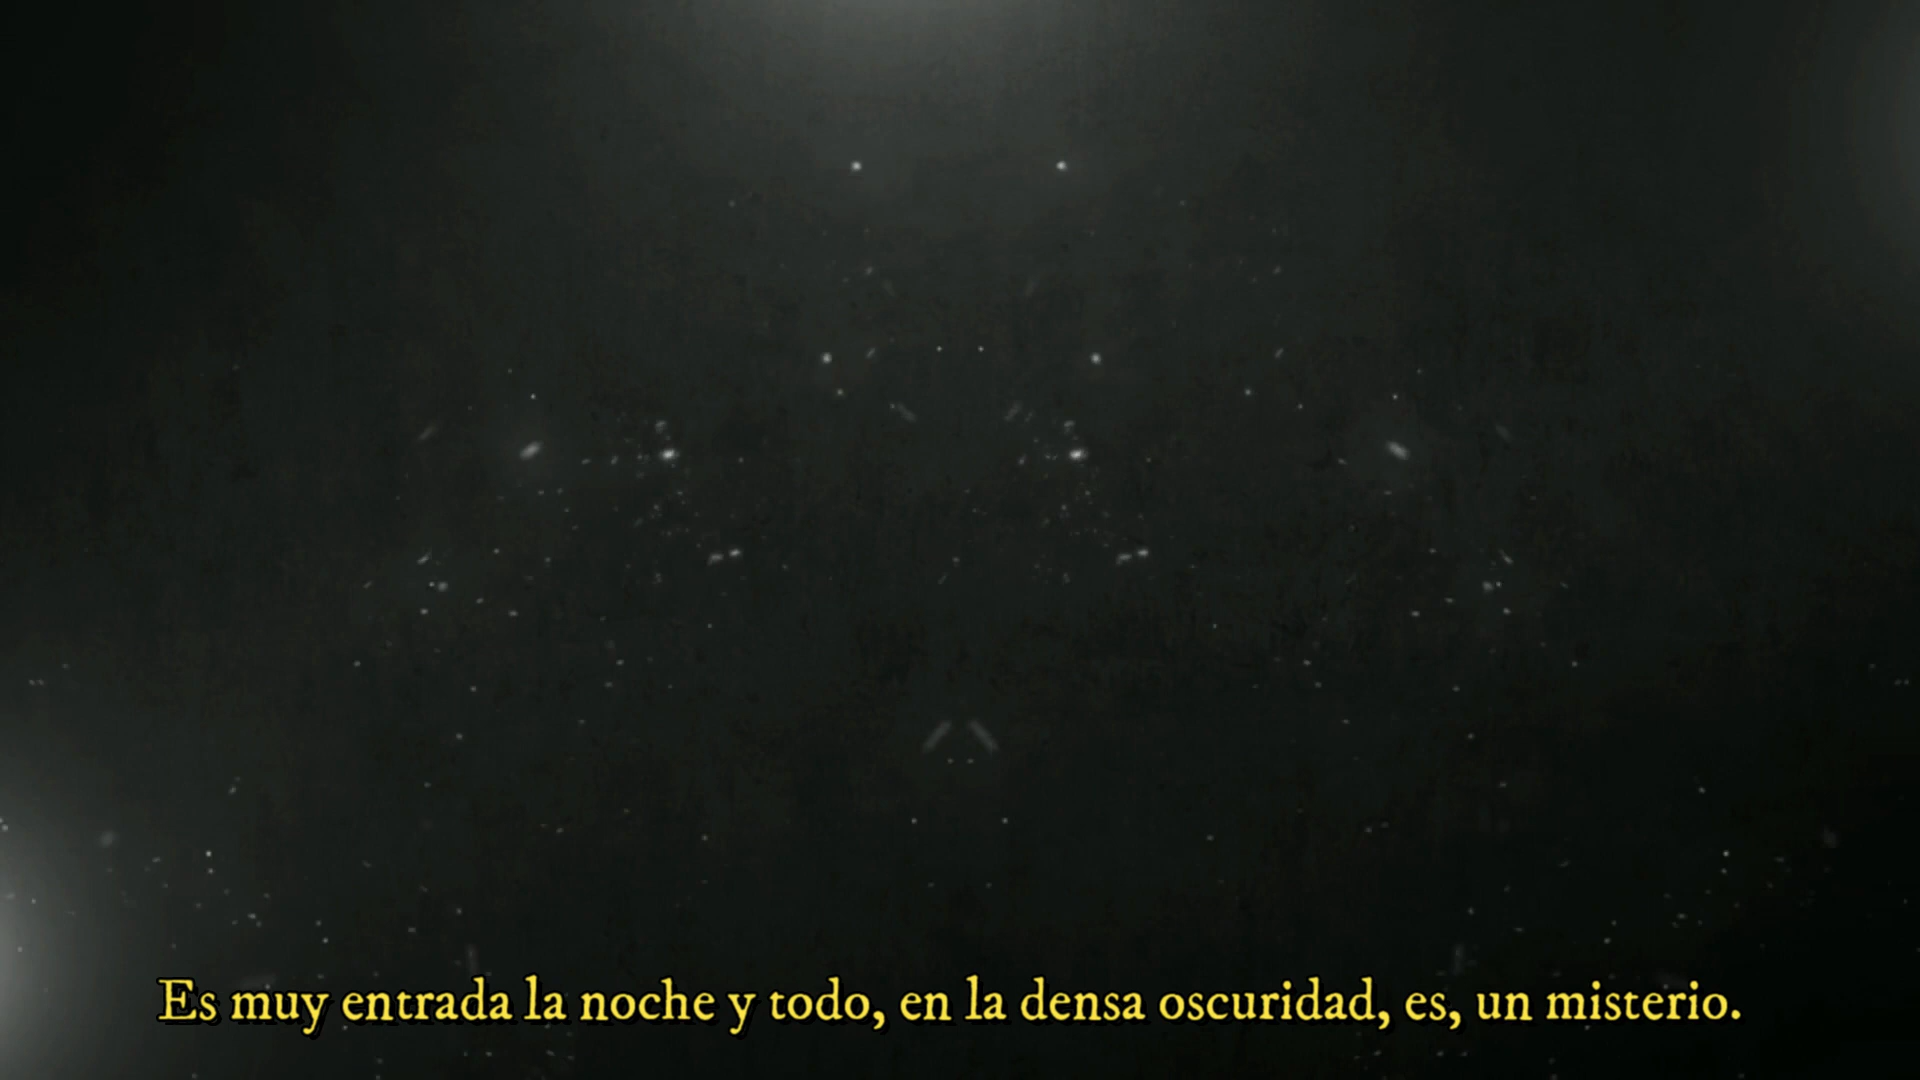 Es muy entrada la noche y todo, en la densa oscuridad, es, un misterio.